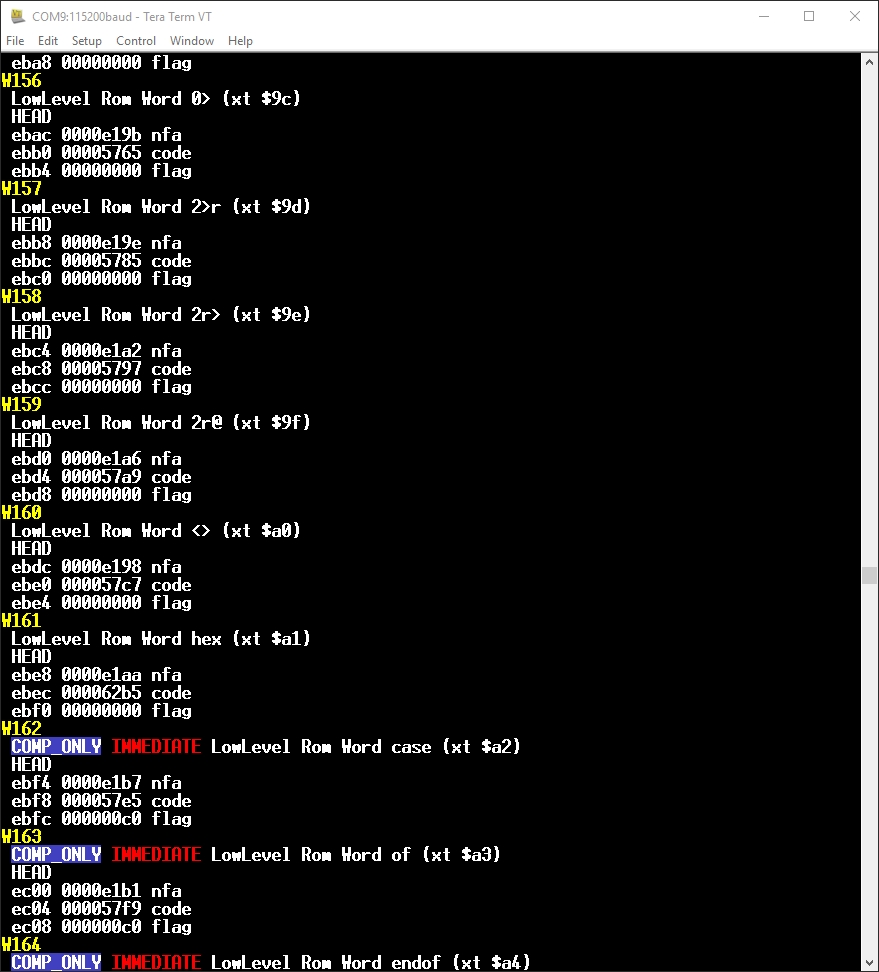 COM9:115200baud - Tera Term VT
File Edit Setup Control Window Help
eba8 00000000 flag
W156
LowLevel Rom Word 0> (xt $9c)
HEAD
ebac 0000e19b nfa
ebb0 00005765 code
ebb4 00000000 flag
W157
LowLevel Rom Word 2>r (xt $9d)
HEAD
ebb8 0000e19e nfa
ebbc 00005785 code
ebc0 00000000 flag
W158
LowLevel Rom Word 2r> (xt $9e)
HEAD
ebc4 0000e1a2 nfa
ebc8 00005797 code
ebcc 00000000 flag
W159
LowLevel Rom Word 2r@ (xt $9f)
HEAD
ebd0 0000e1a6 nfa
ebd4 000057a9 code
ebd8 00000000 flag
W160
LowLevel Rom Word <> (xt $a0)
HEAD
ebdc 0000e198 nfa
ebe0 000057c7 code
ebe4 00000000 flag
W161
LowLevel Rom Word hex (xt $a1)
HEAD
ebe8 0000e1aa nfa
ebec 000062b5 code
ebf0 00000000 flag
W162
COMP_ONLY IMMEDIATE LowLevel Rom Word case (xt $a2)
HEAD
ebf4 0000e1b7 nfa
ebf8 000057e5 code
ebfc 000000c0 flag
W163
COMP_ONLY IMMEDIATE LowLevel Rom Word of (xt $a3)
HEAD
ec00 0000e1b1 nfa
ec04 000057f9 code
ec08 000000c0 flag
W164
COMP_ONLY IMMEDIATE LowLevel Rom Word endof (xt $a4)